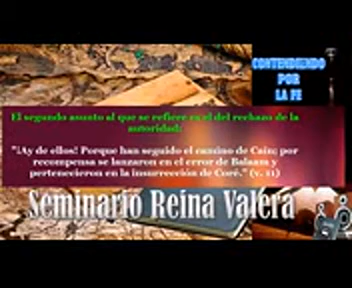 CONTENDIENDO
POR
LA FE
El segundo asunto al que se refiere es el del rechazo de la
autoridad:
"¡Ay de ellos! Porque han seguido el camino de Caín; por
recompensa se lanzaron en el error de Balaam y
pertenecieron en la insurrección de Coré." (v. 11)
Seminario Reina Valera